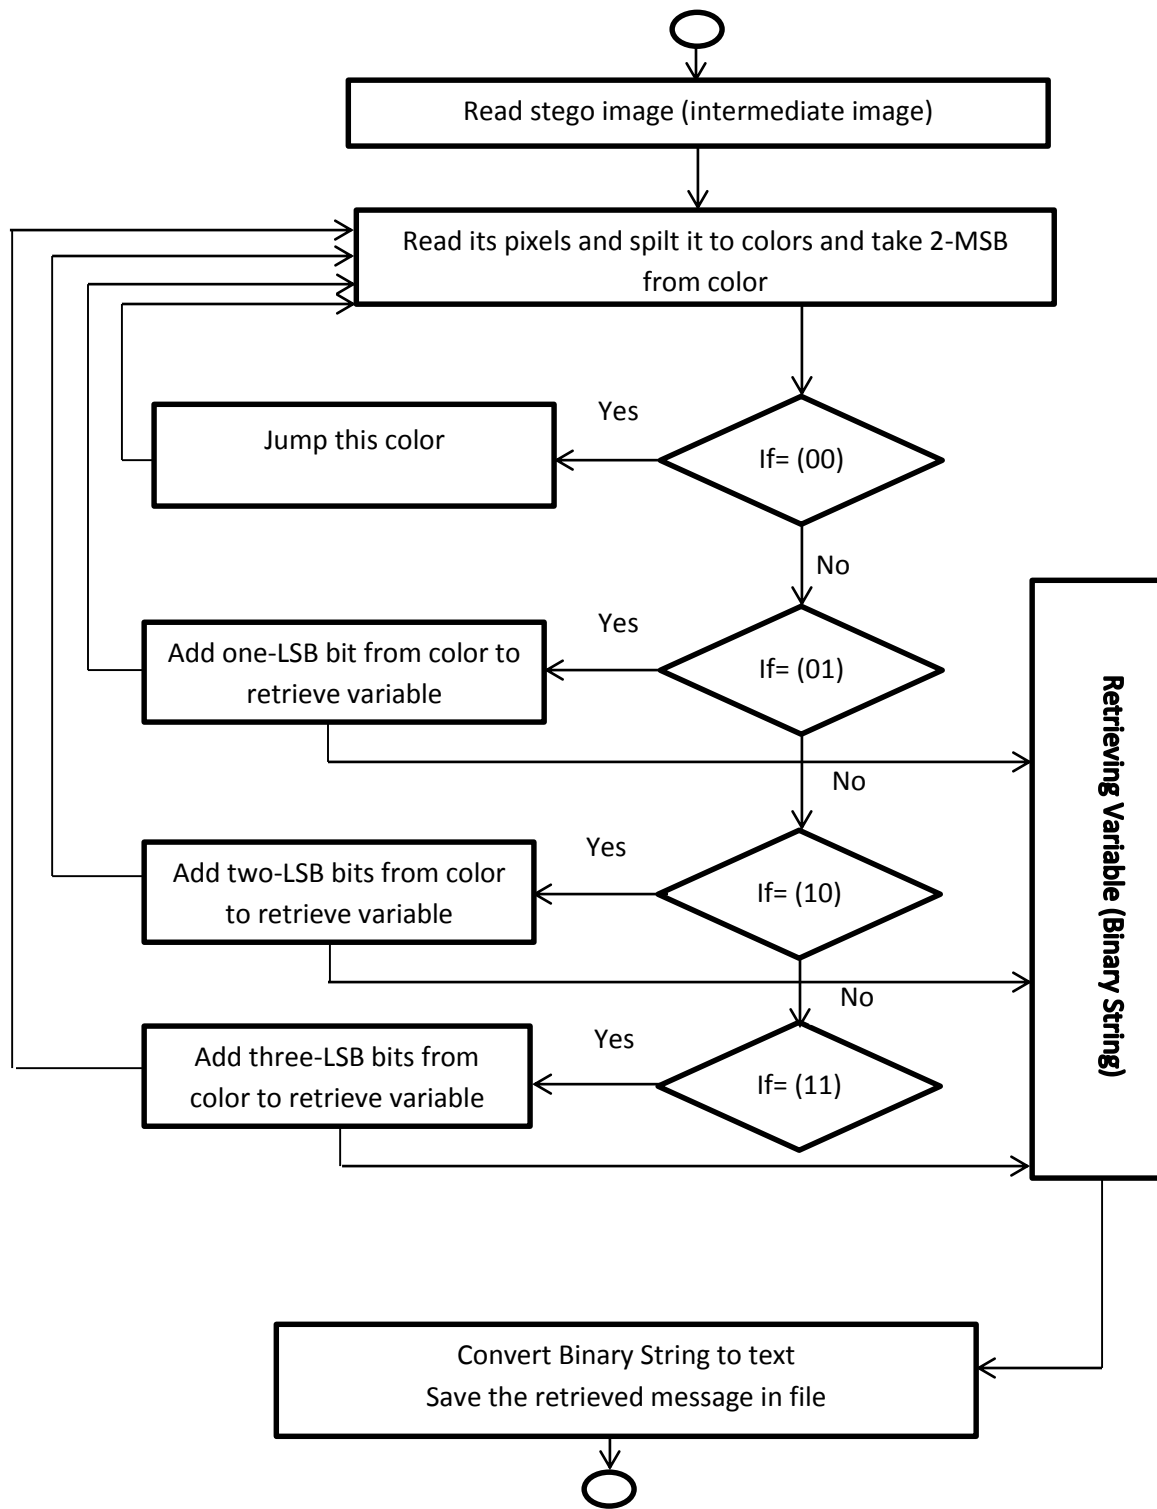 Read stego image (intermediate image)
Read its pixels and spilt it to colors and take 2-MSB
from color
Yes
Jump this color
If= (00)
No
Yes
Add one-LSB bit from color to
retrieve variable
If= (01)
No
Yes
Add two-LSB bits from color
to retrieve variable
If= (10)
No
Yes
Add three-LSB bits from
color to retrieve variable
If= (11)
Retrieving Variable (Binary String)
Convert Binary String to text
Save the retrieved message in file